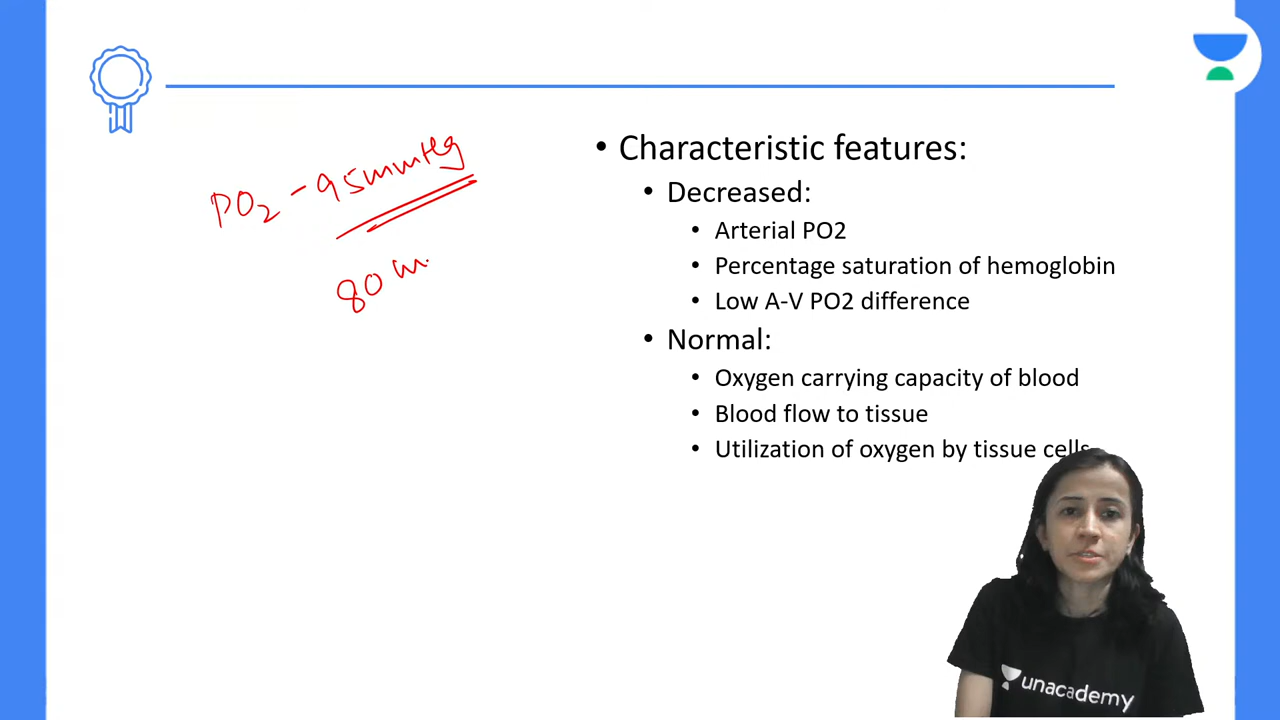 PO2 - 95mmHg
80 m.
• Characteristic features:
• Decreased:
• Arterial PO2
• Percentage saturation of hemoglobin
• Low A-V PO2 difference
• Normal:
• Oxygen carrying capacity of blood
• Blood flow to tissue
• Utilization of oxygen by tissue cells
unacademy